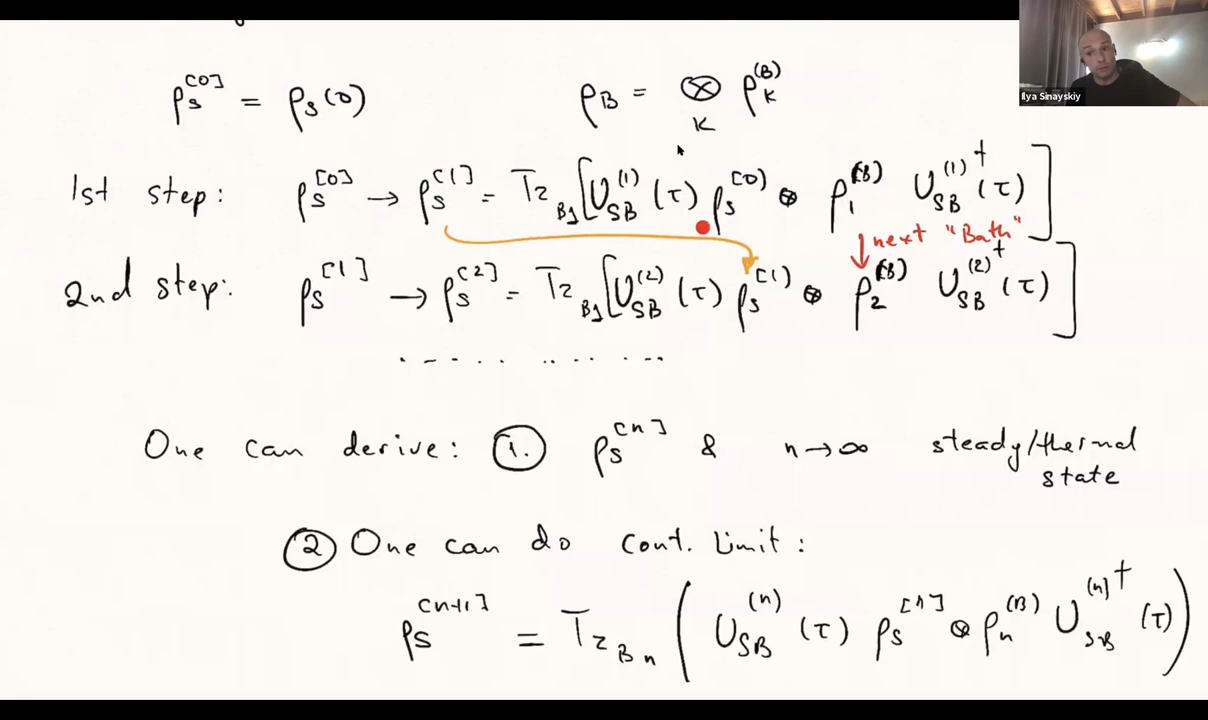 Ilya Sinayskiy
ρ_S^[0] = ρ_S(0) ρ_B = ⊗_K ρ_K^(B)
1st step: ρ_S^[0] → ρ_S^[1] = Tr_B1 [U_SB^(1) (τ) ρ_S^[0] ⊗ ρ_1^(B) U_SB^(1)† (τ)]
next "Bath"
2nd step: ρ_S^[1] → ρ_S^[2] = Tr_B1 [U_SB^(2) (τ) ρ_S^[1] ⊗ ρ_2^(B) U_SB^(2)† (τ)]
. . . . . . . . . .
One can derive: 1. ρ_S^[n] & n→∞ steady/thermal
state
2 One can do cont. limit:
ρ_S^[n+1] = Tr_Bn (U_SB^(n) (τ) ρ_S^[n] ⊗ ρ_n^(B) U_SB^(n)† (τ))